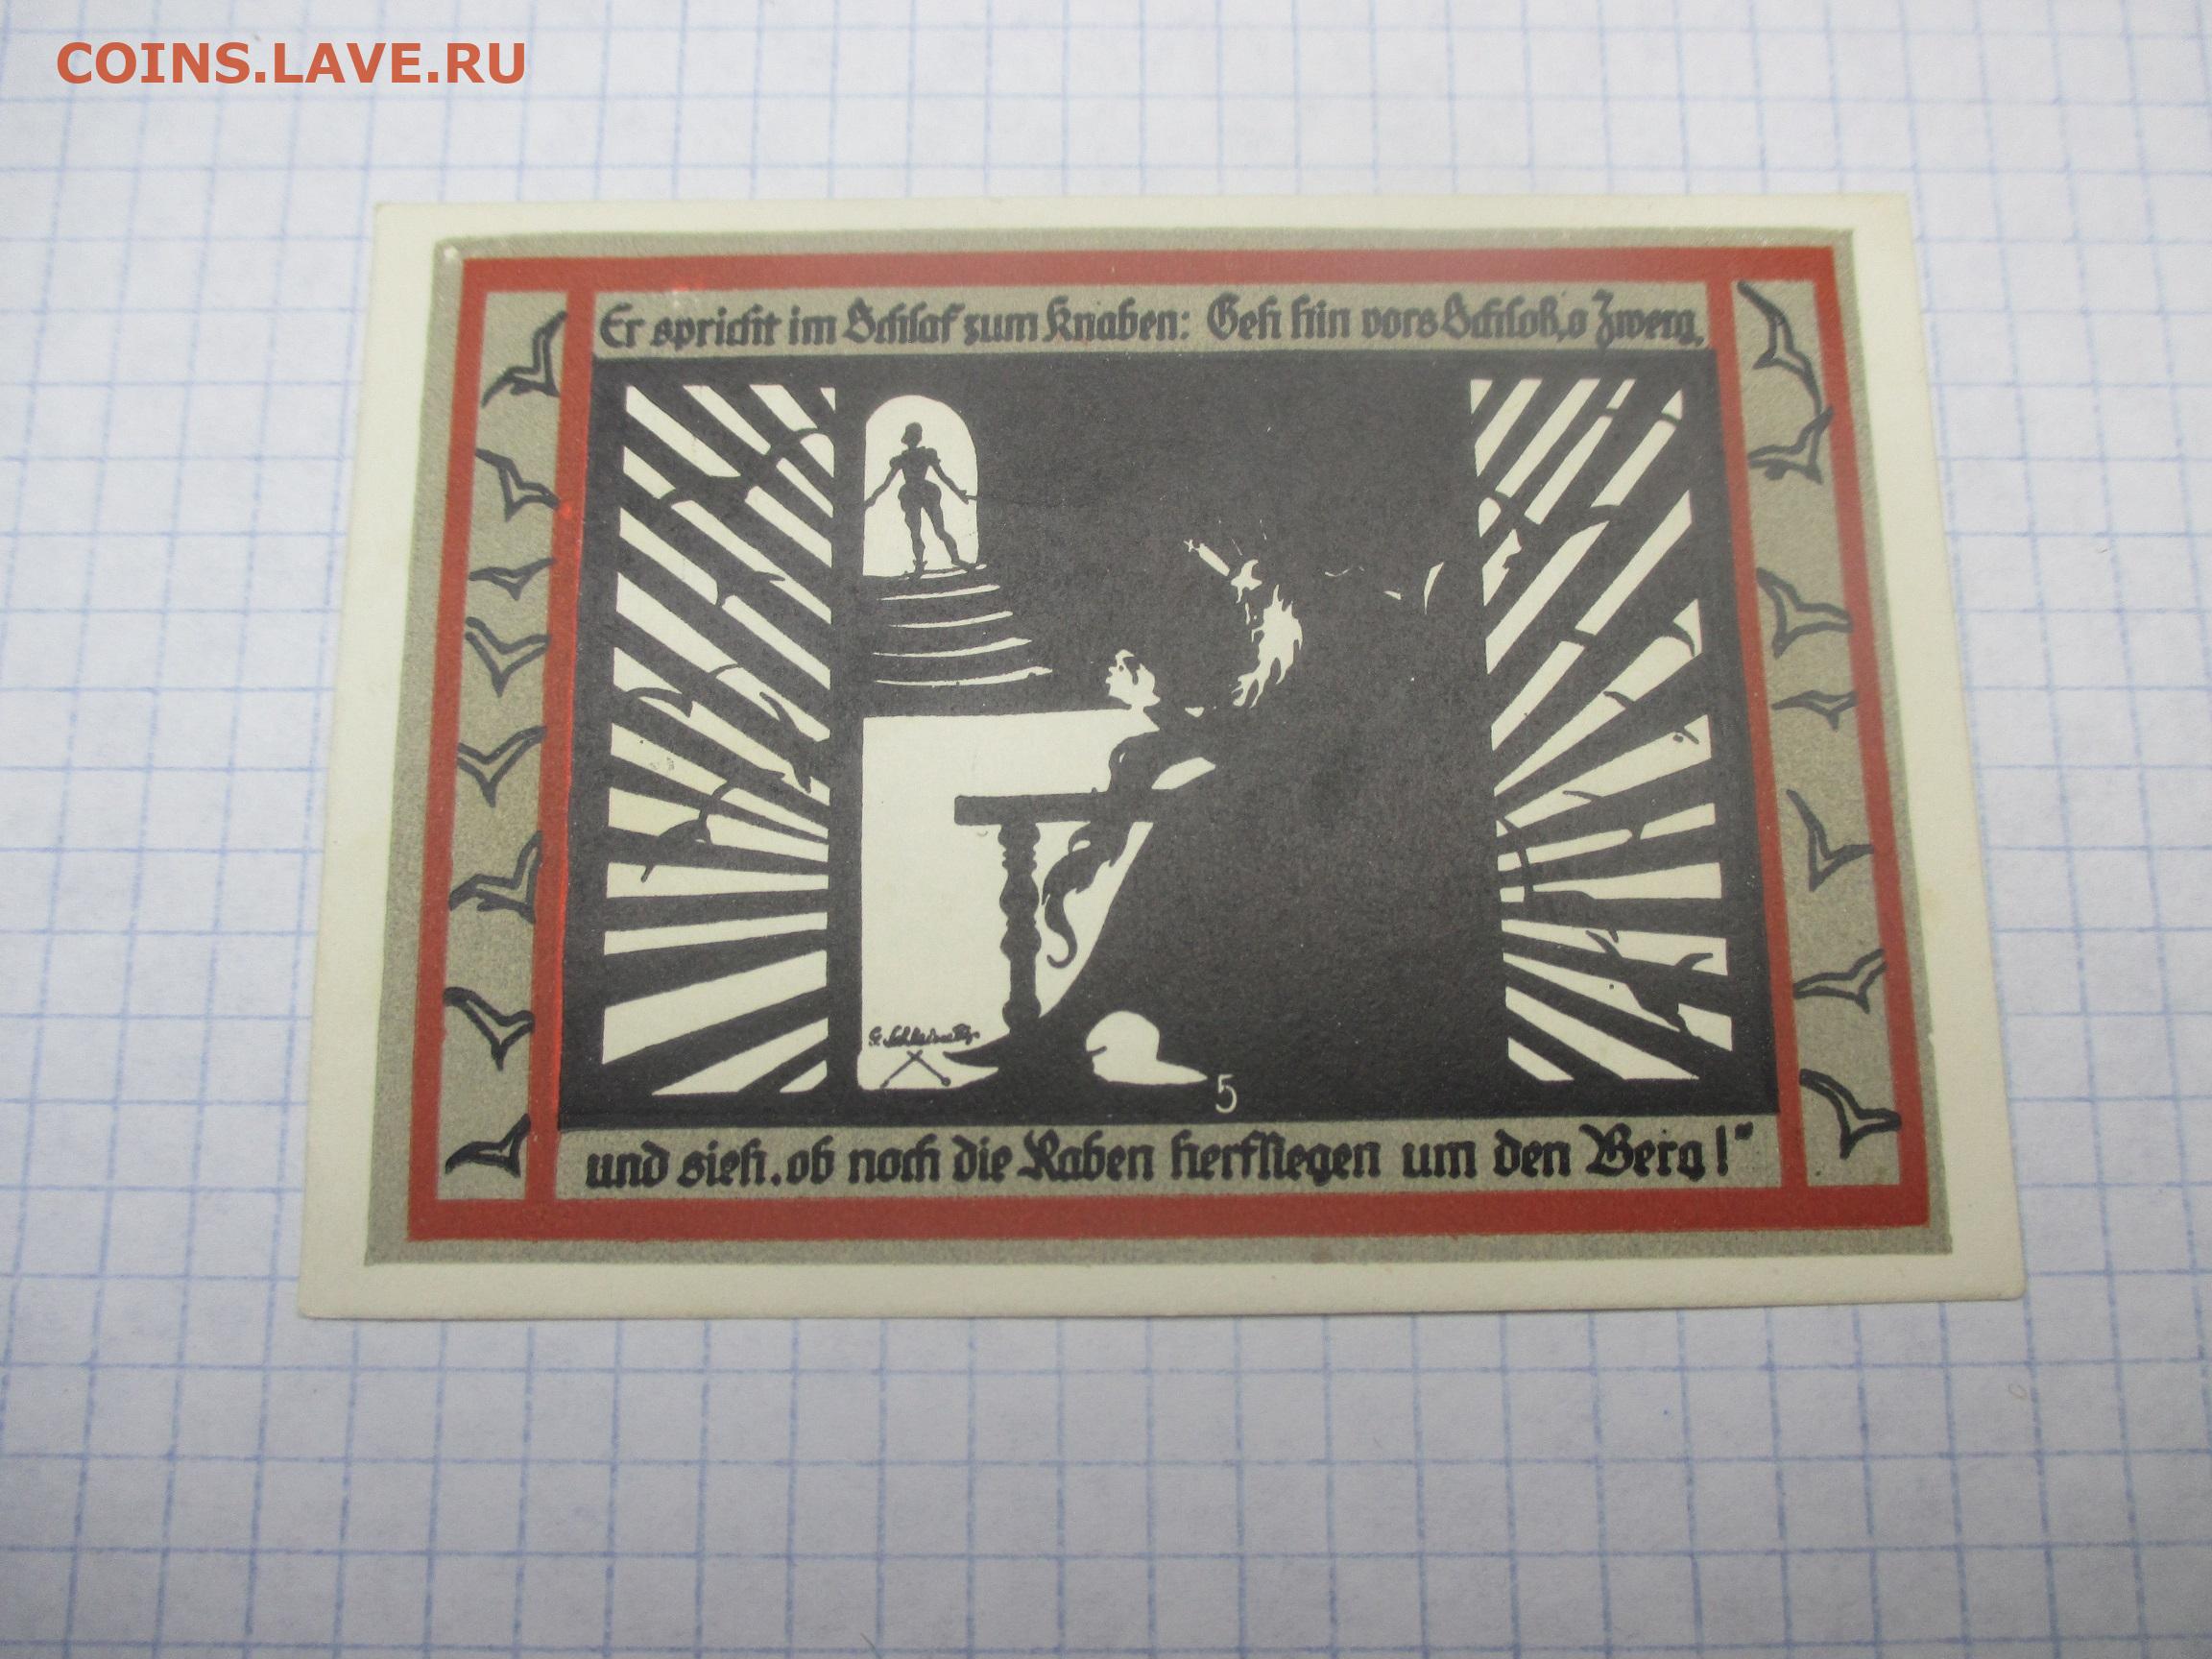 COINS.LAVE.RU
Er spricht im Schlaf zum Knaben: Geh hin vors Schloß, o Zwerg,
5
und sieh, ob noch die Raben herfliegen um den Berg!"